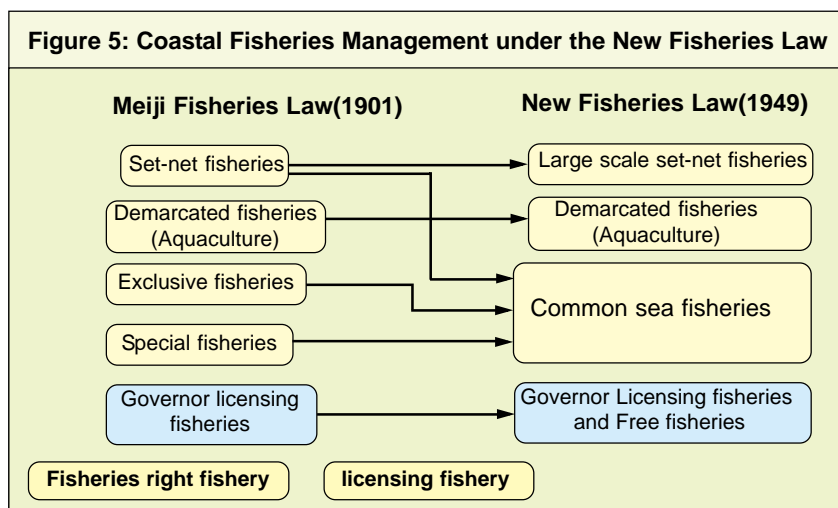 Figure 5: Coastal Fisheries Management under the New Fisheries Law
Meiji Fisheries Law(1901)
New Fisheries Law(1949)
Set-net fisheries
Large scale set-net fisheries
Demarcated fisheries
(Aquaculture)
Demarcated fisheries
(Aquaculture)
Exclusive fisheries
Common sea fisheries
Special fisheries
Governor licensing
fisheries
Governor Licensing fisheries
and Free fisheries
Fisheries right fishery
licensing fishery